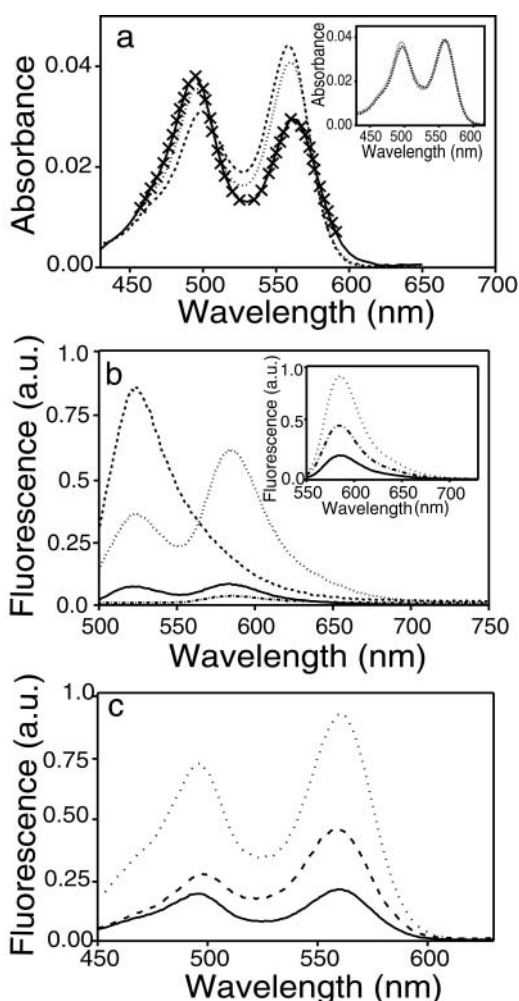 a
Absorbance
0.04
0.02
0.00
450 500 550 600 650 700
Wavelength (nm)
Absorbance
0.04
0.02
0.00
450 500 550 600
Wavelength (nm)
b
Fluorescence (a.u.)
1.0
0.75
0.50
0.25
0.0
500 550 600 650 700 750
Wavelength (nm)
Fluorescence (a.u.)
1.0
0.5
0.0
550 600 650 700
Wavelength (nm)
c
Fluorescence (a.u.)
1.0
0.75
0.50
0.25
0.00
450 500 550 600
Wavelength (nm)